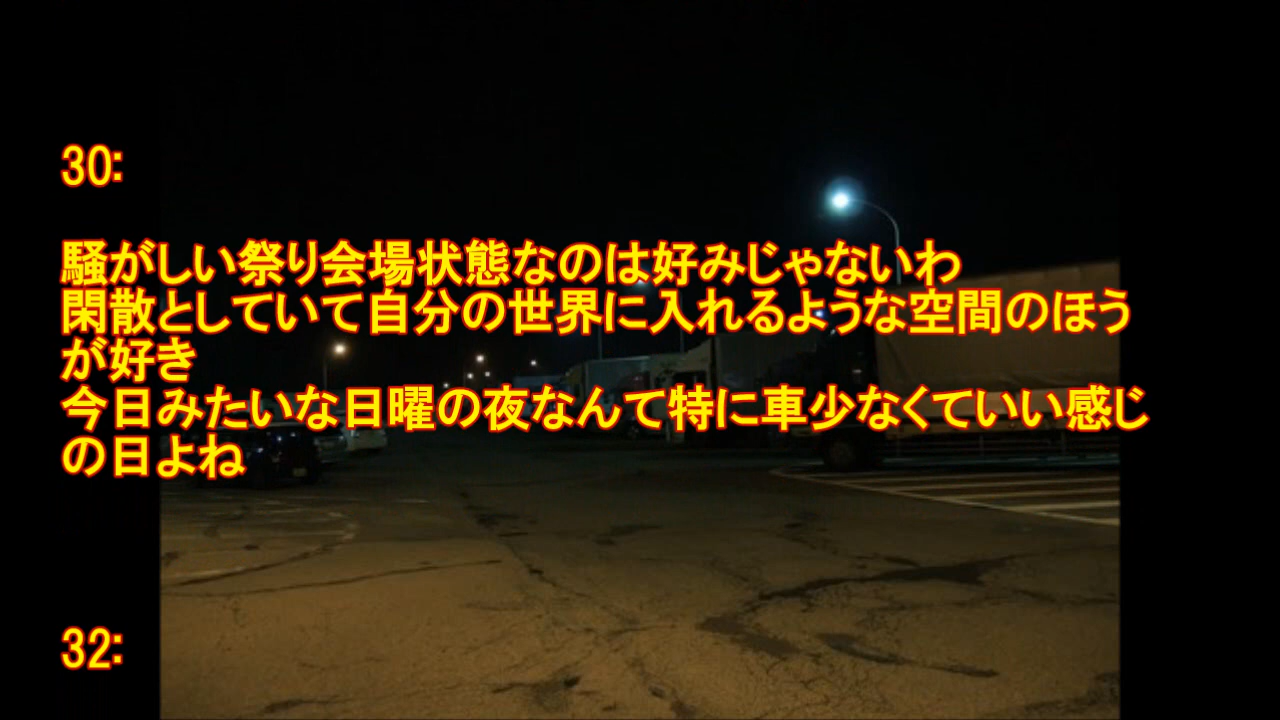 30:
騒がしい祭り会場状態なのは好みじゃないわ
閑散としていて自分の世界に入れるような空間のほう
が好き
今日みたいな日曜の夜なんて特に車少なくていい感じ
の日よね
32: